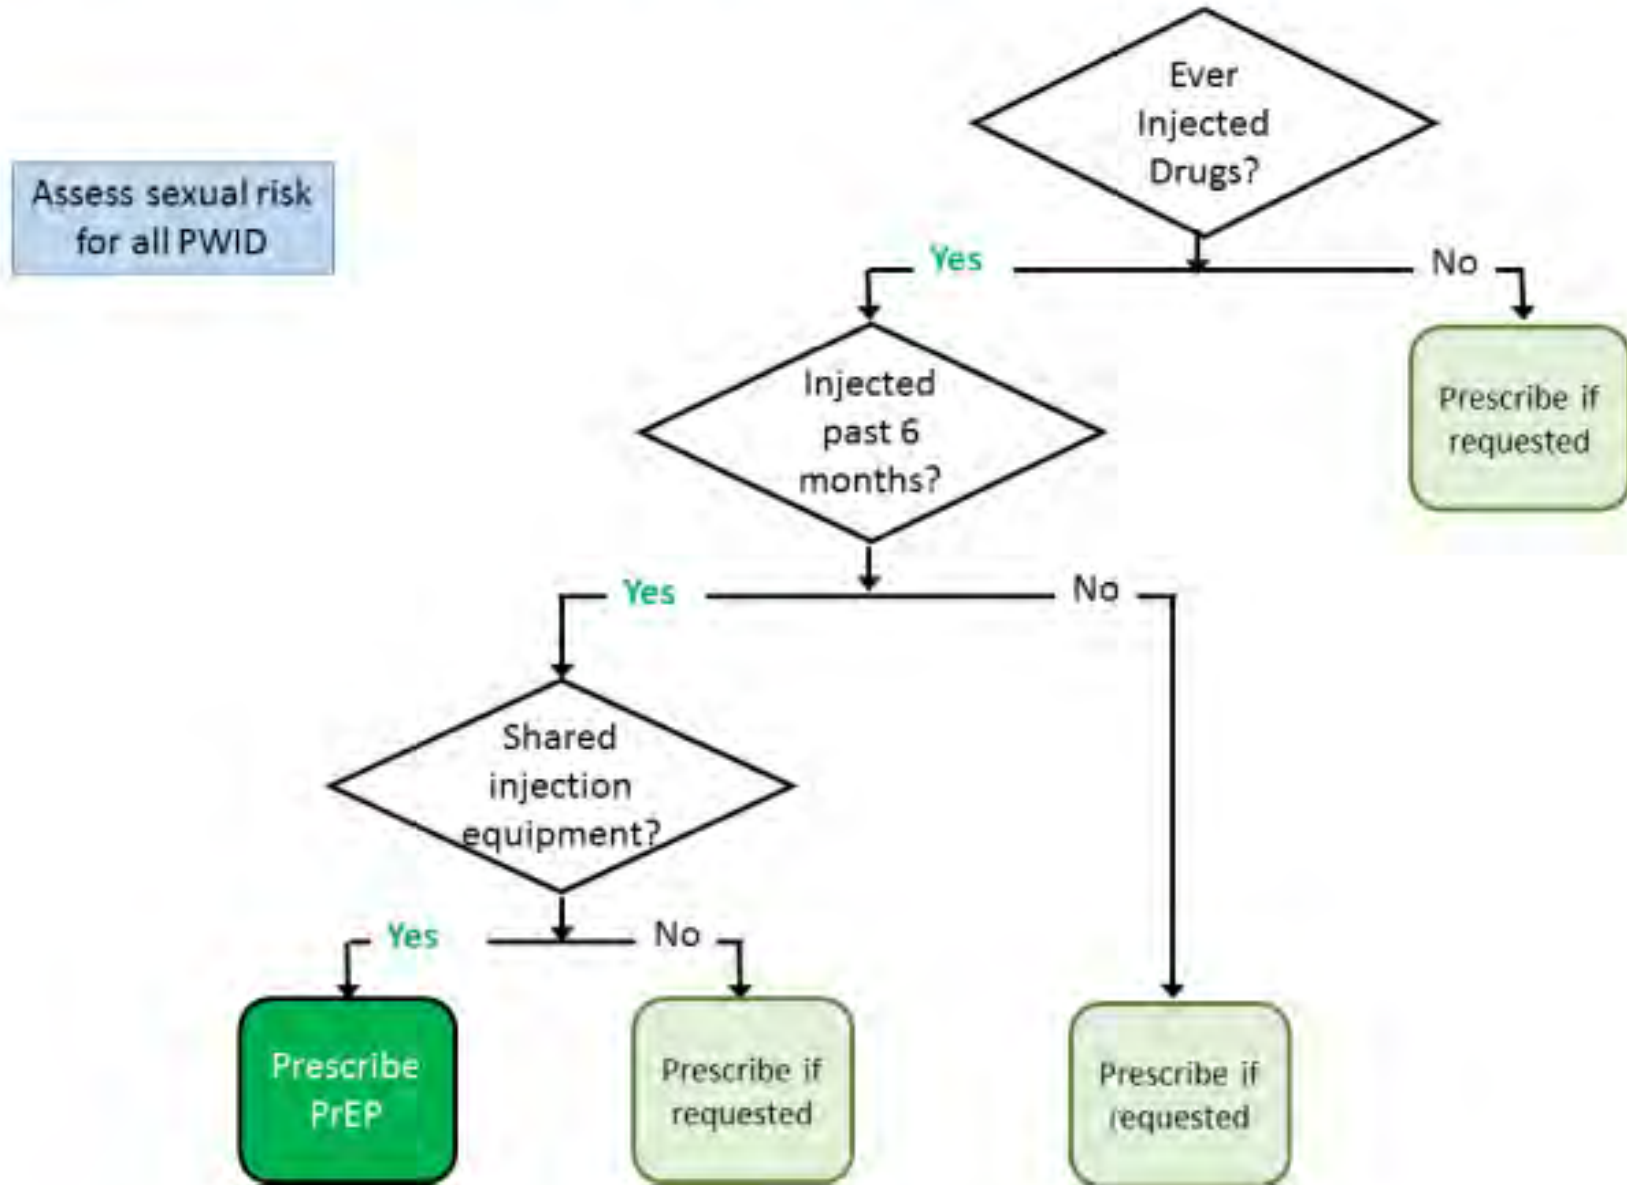 Ever
Injected
Drugs?
Assess sexual risk
for all PWID
Yes
No
Injected
past 6
months?
Prescribe if
requested
Yes
No
Shared
injection
equipment?
Yes
No
Prescribe
PrEP
Prescribe if
requested
Prescribe if
requested